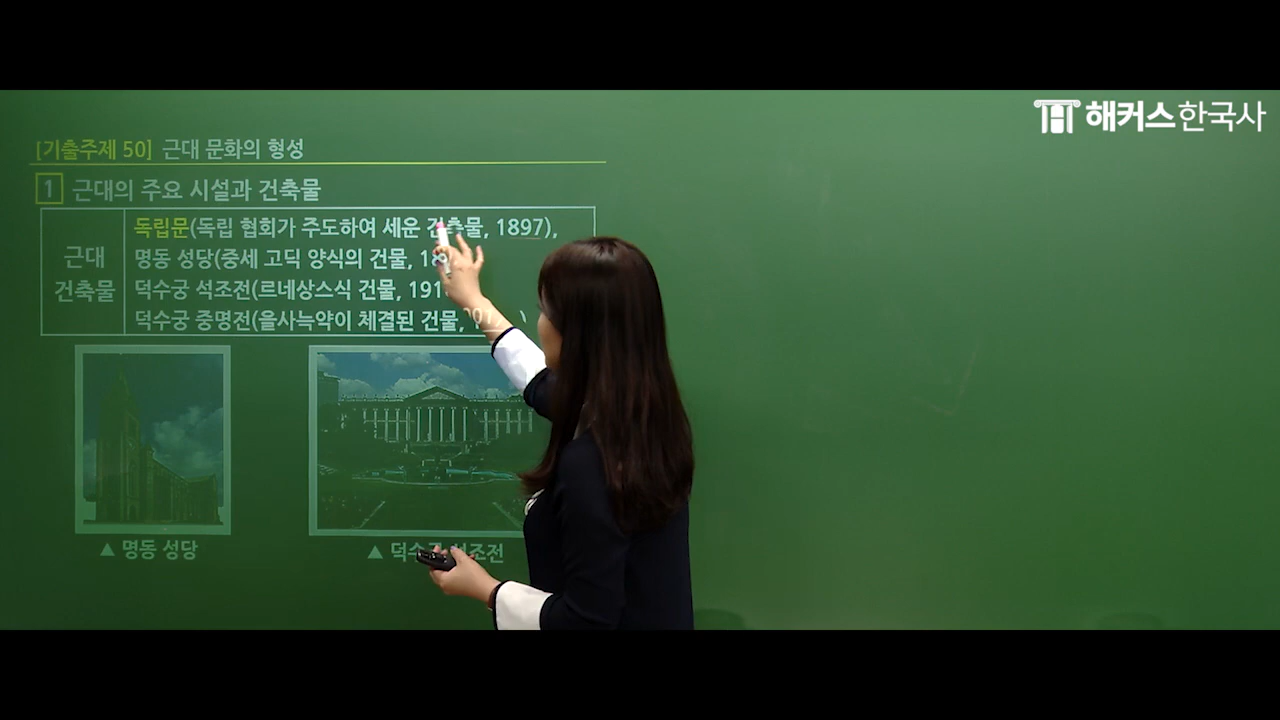 해커스한국사
[기출주제 50] 근대 문화의 형성
1 근대의 주요 시설과 건축물
근대 건축물
독립문(독립 협회가 주도하여 세운 건축물, 1897),
명동 성당(중세 고딕 양식의 건물,
덕수궁 석조전(르네상스식 건물,
덕수궁 중명전(을사늑약이 체결된 건물,
▲ 명동 성당
▲ 덕수궁 석조전